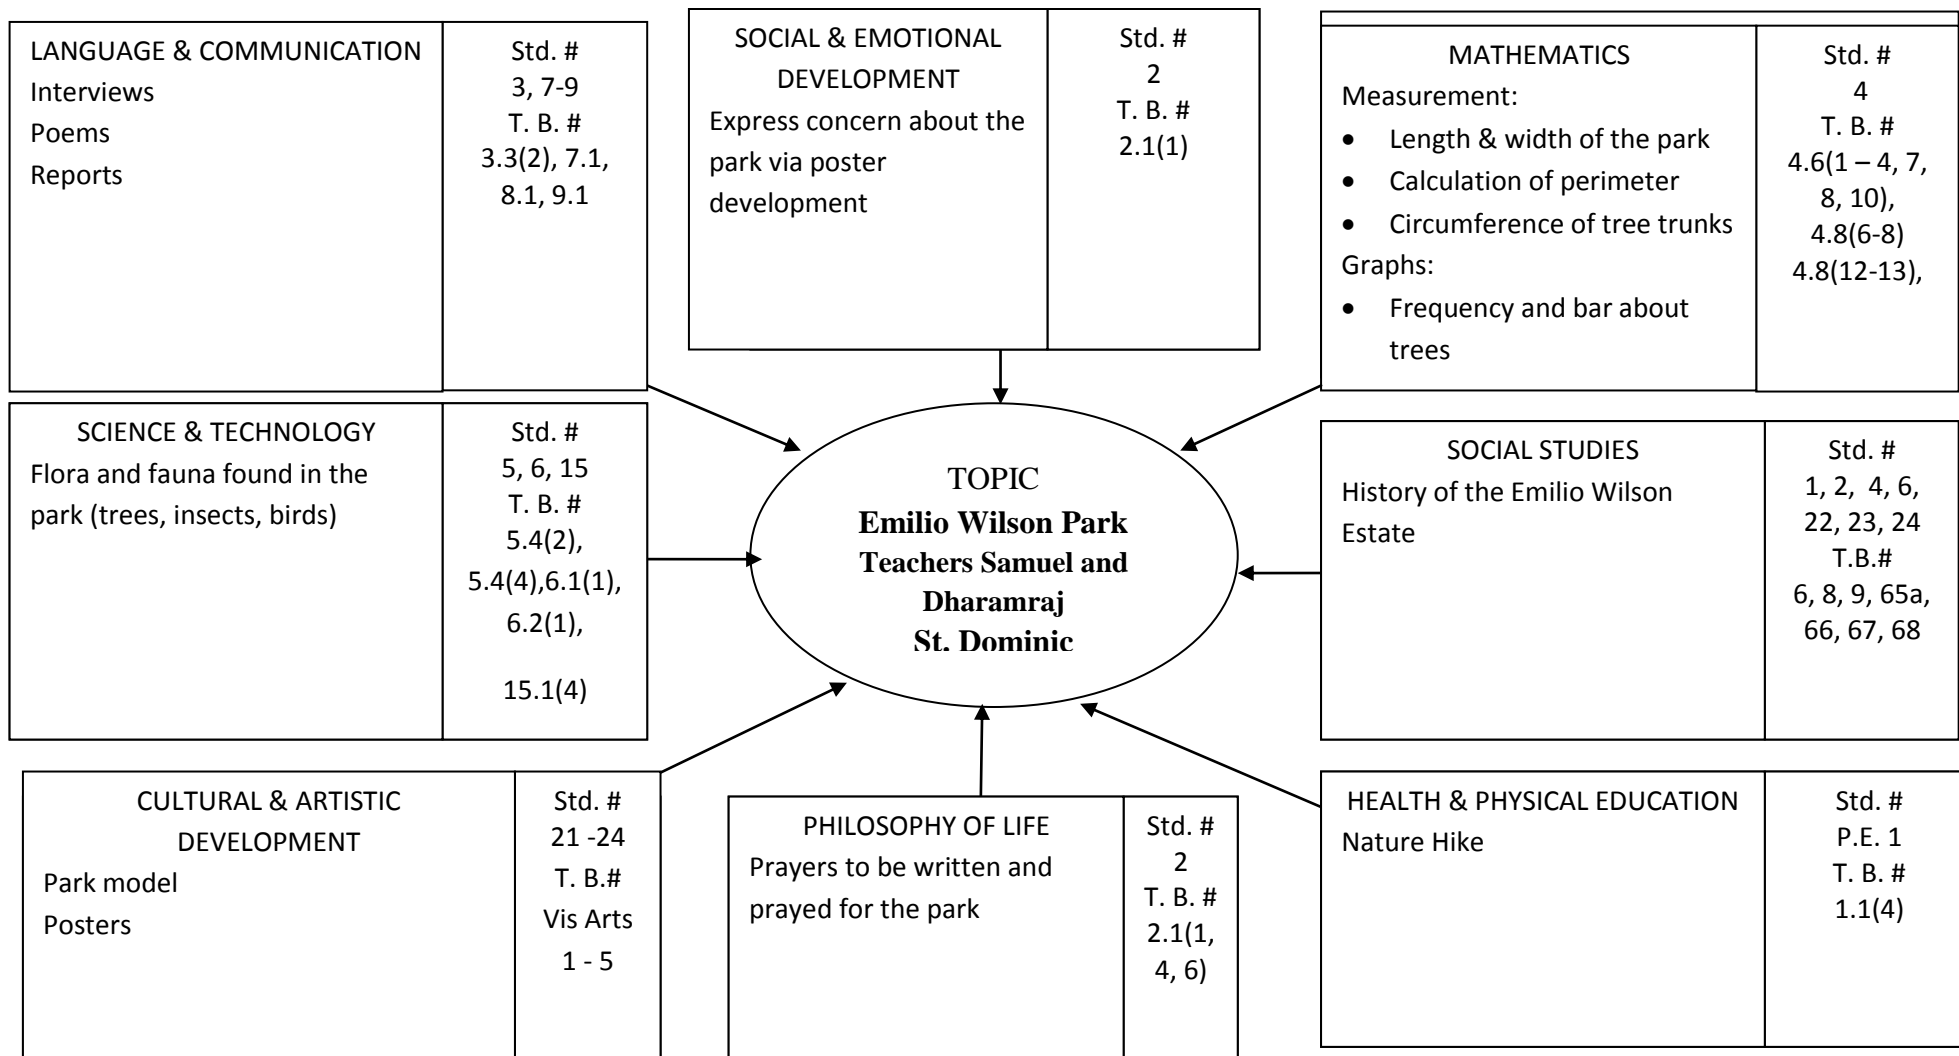 LANGUAGE & COMMUNICATION
Interviews
Poems
Reports
Std. #
3, 7-9
T. B. #
3.3(2), 7.1,
8.1, 9.1
SOCIAL & EMOTIONAL
DEVELOPMENT
Express concern about the
park via poster
development
Std. #
2
T. B. #
2.1(1)
MATHEMATICS
Measurement:
• Length & width of the park
• Calculation of perimeter
• Circumference of tree trunks
Graphs:
• Frequency and bar about
trees
Std. #
4
T. B. #
4.6(1 – 4, 7,
8, 10),
4.8(6-8)
4.8(12-13),
SCIENCE & TECHNOLOGY
Flora and fauna found in the
park (trees, insects, birds)
Std. #
5, 6, 15
T. B. #
5.4(2),
5.4(4),6.1(1),
6.2(1),
15.1(4)
TOPIC
Emilio Wilson Park
Teachers Samuel and
Dharamraj
St. Dominic
SOCIAL STUDIES
History of the Emilio Wilson
Estate
Std. #
1, 2, 4, 6,
22, 23, 24
T.B.#
6, 8, 9, 65a,
66, 67, 68
CULTURAL & ARTISTIC
DEVELOPMENT
Park model
Posters
Std. #
21 -24
T. B.#
Vis Arts
1 - 5
PHILOSOPHY OF LIFE
Prayers to be written and
prayed for the park
Std. #
2
T. B. #
2.1(1,
4, 6)
HEALTH & PHYSICAL EDUCATION
Nature Hike
Std. #
P.E. 1
T. B. #
1.1(4)